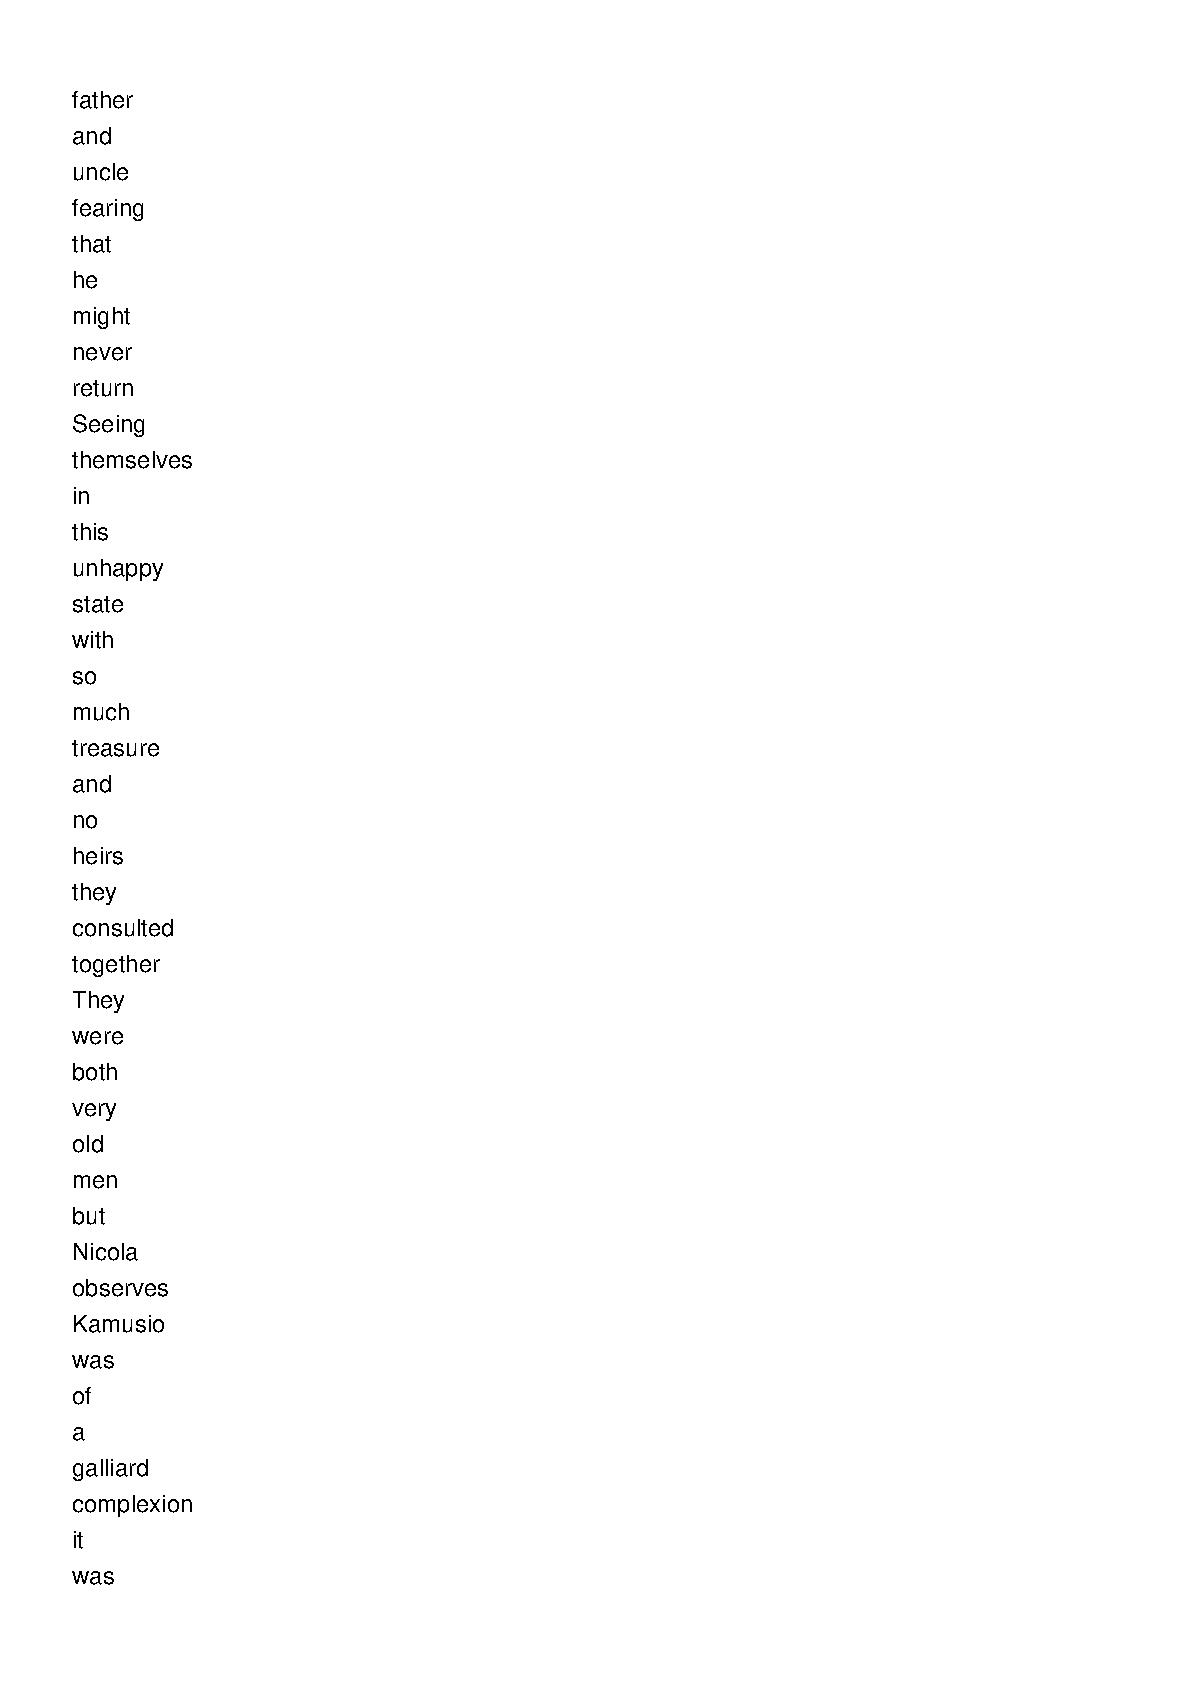 father
and
uncle
fearing
that
he
might
never
return
Seeing
themselves
in
this
unhappy
state
with
so
much
treasure
and
no
heirs
they
consulted
together
They
were
both
very
old
men
but
Nicola
observes
Kamusio
was
of
a
galliard
complexion
it
was